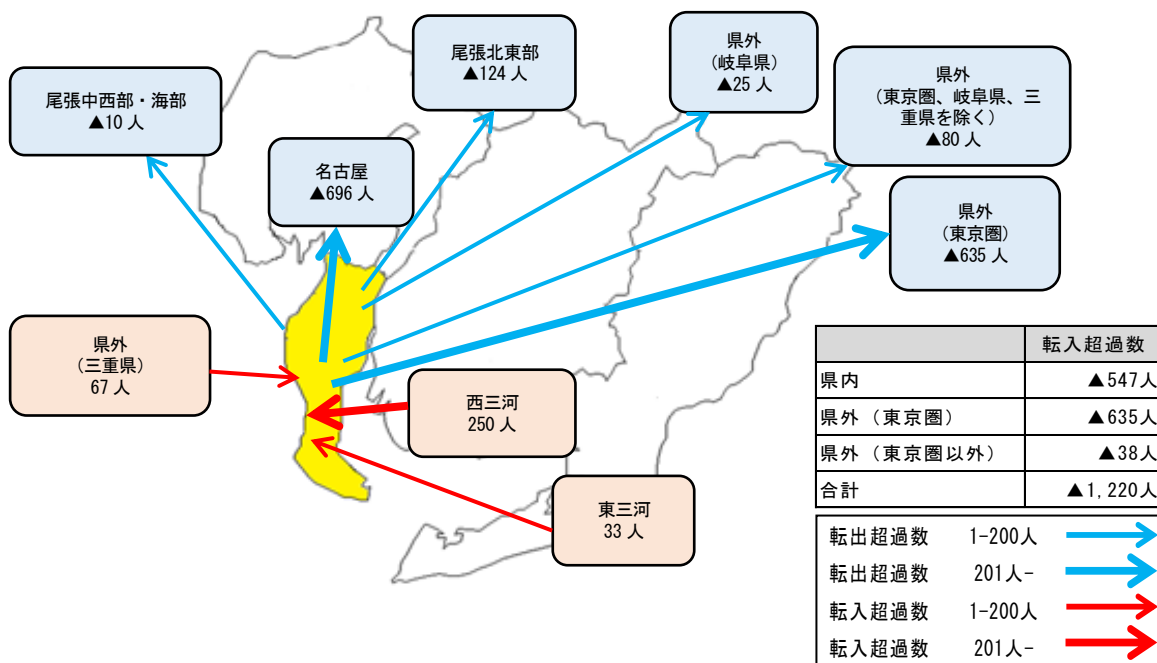 尾張北東部
▲124 人
県外
(岐阜県)
▲25 人
県外
(東京圏、岐阜県、三
重県を除く)
▲80 人
尾張中西部・海部
▲10 人
名古屋
▲696 人
県外
(東京圏)
▲635 人
県外
(三重県)
67 人
西三河
250 人
東三河
33 人
転入超過数
県内 ▲547人
県外（東京圏） ▲635人
県外（東京圏以外） ▲38人
合計 ▲1,220人
転出超過数 1-200人
転出超過数 201人-
転入超過数 1-200人
転入超過数 201人-